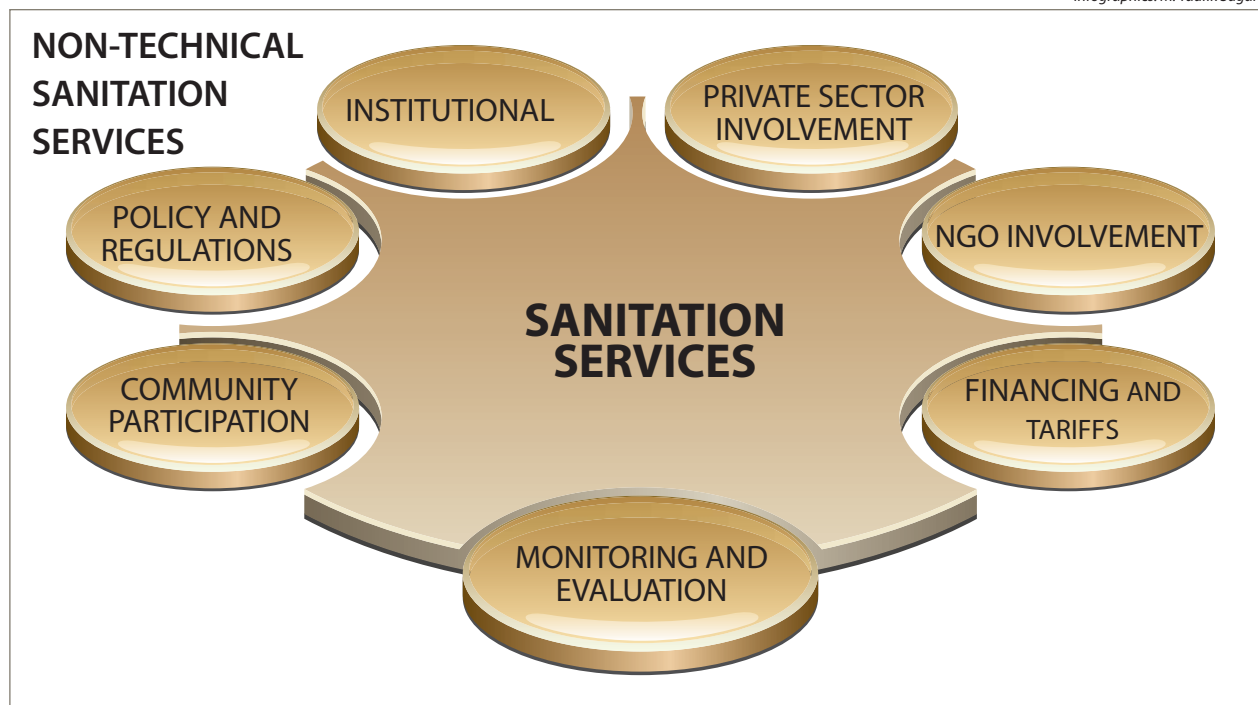 NON-TECHNICAL
SANITATION
SERVICES
INSTITUTIONAL
PRIVATE SECTOR
INVOLVEMENT
POLICY AND
REGULATIONS
NGO INVOLVEMENT
SANITATION
SERVICES
COMMUNITY
PARTICIPATION
FINANCING AND
TARIFFS
MONITORING AND
EVALUATION